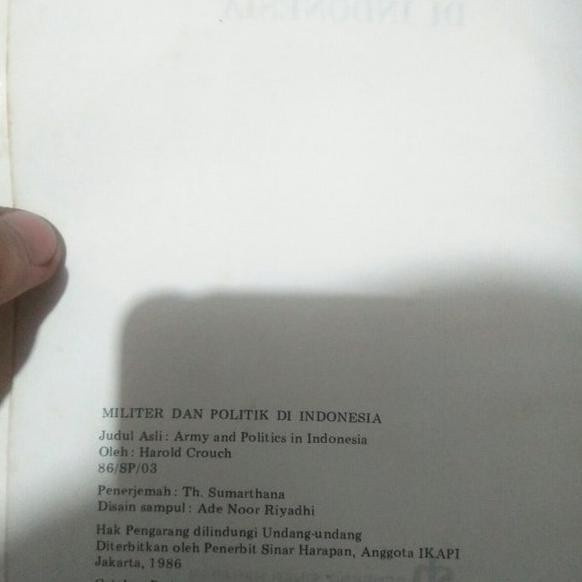 DI INDONESIA
MILITER DAN POLITIK DI INDONESIA
Judul Asli : Army and Politics in Indonesia
Oleh : Harold Crouch
86/SP/03
Penerjemah : Th. Sumarthana
Disain sampul : Ade Noor Riyadhi
Hak Pengarang dilindungi Undang-undang
Diterbitkan oleh Penerbit Sinar Harapan, Anggota IKAPI
Jakarta, 1986